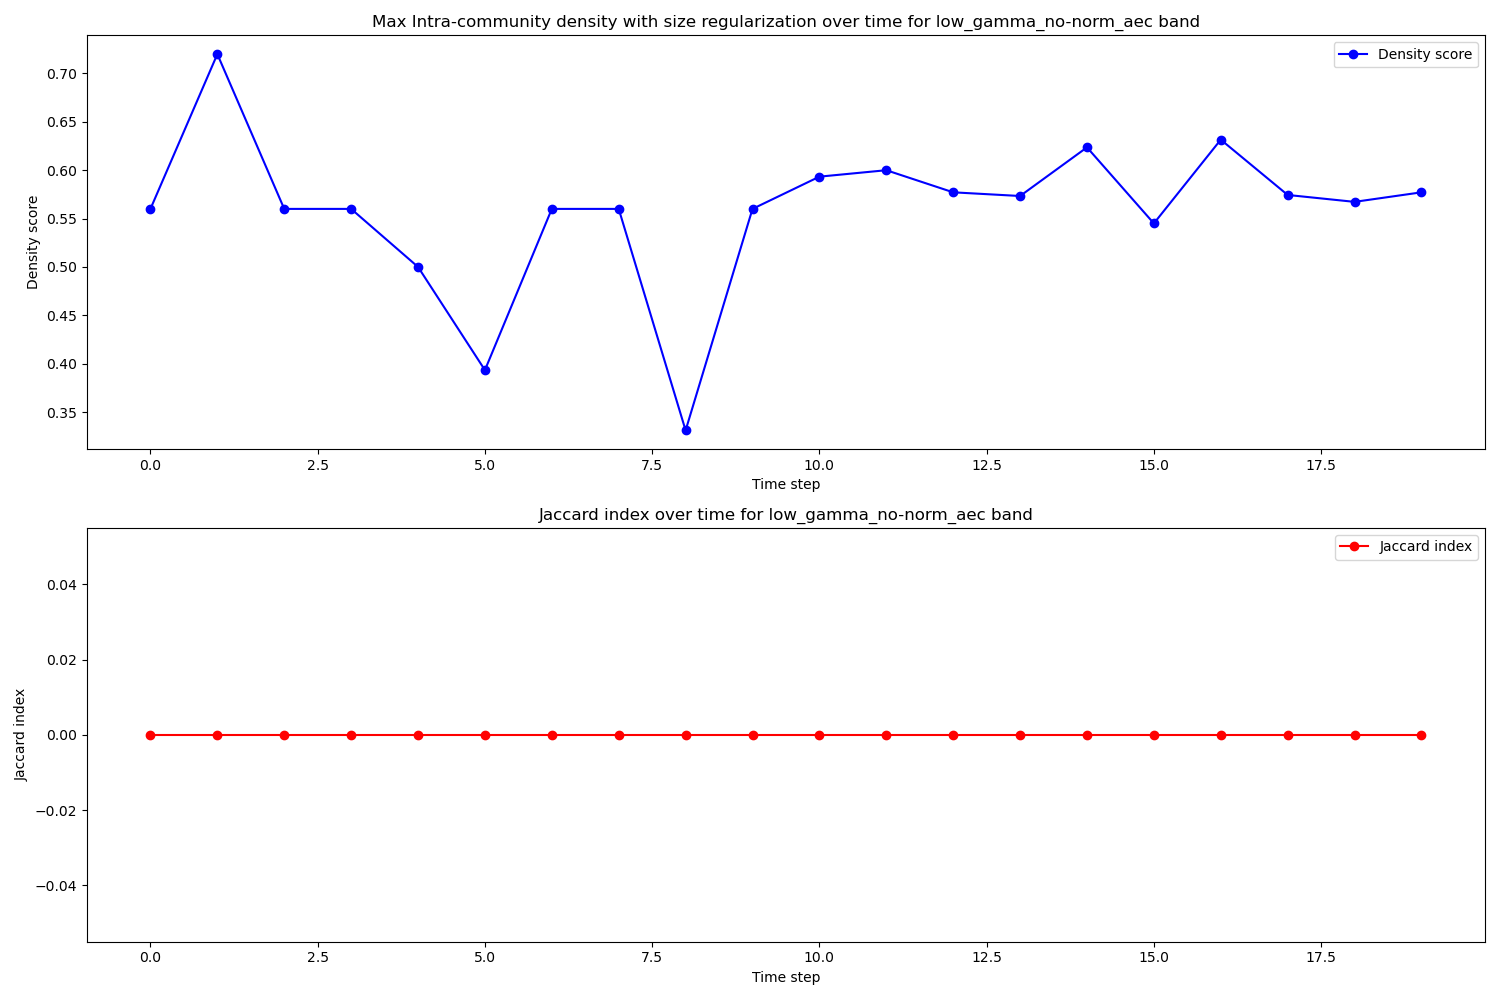 Max Intra-community density with size regularization over time for low_gamma_no-norm_aec band
Density score
0.70
0.65
0.60
0.55
0.50
0.45
0.40
0.35
Density score
0.0 2.5 5.0 7.5 10.0 12.5 15.0 17.5
Time step
Jaccard index over time for low_gamma_no-norm_aec band
Jaccard index
0.04
0.02
0.00
−0.02
−0.04
Jaccard index
0.0 2.5 5.0 7.5 10.0 12.5 15.0 17.5
Time step